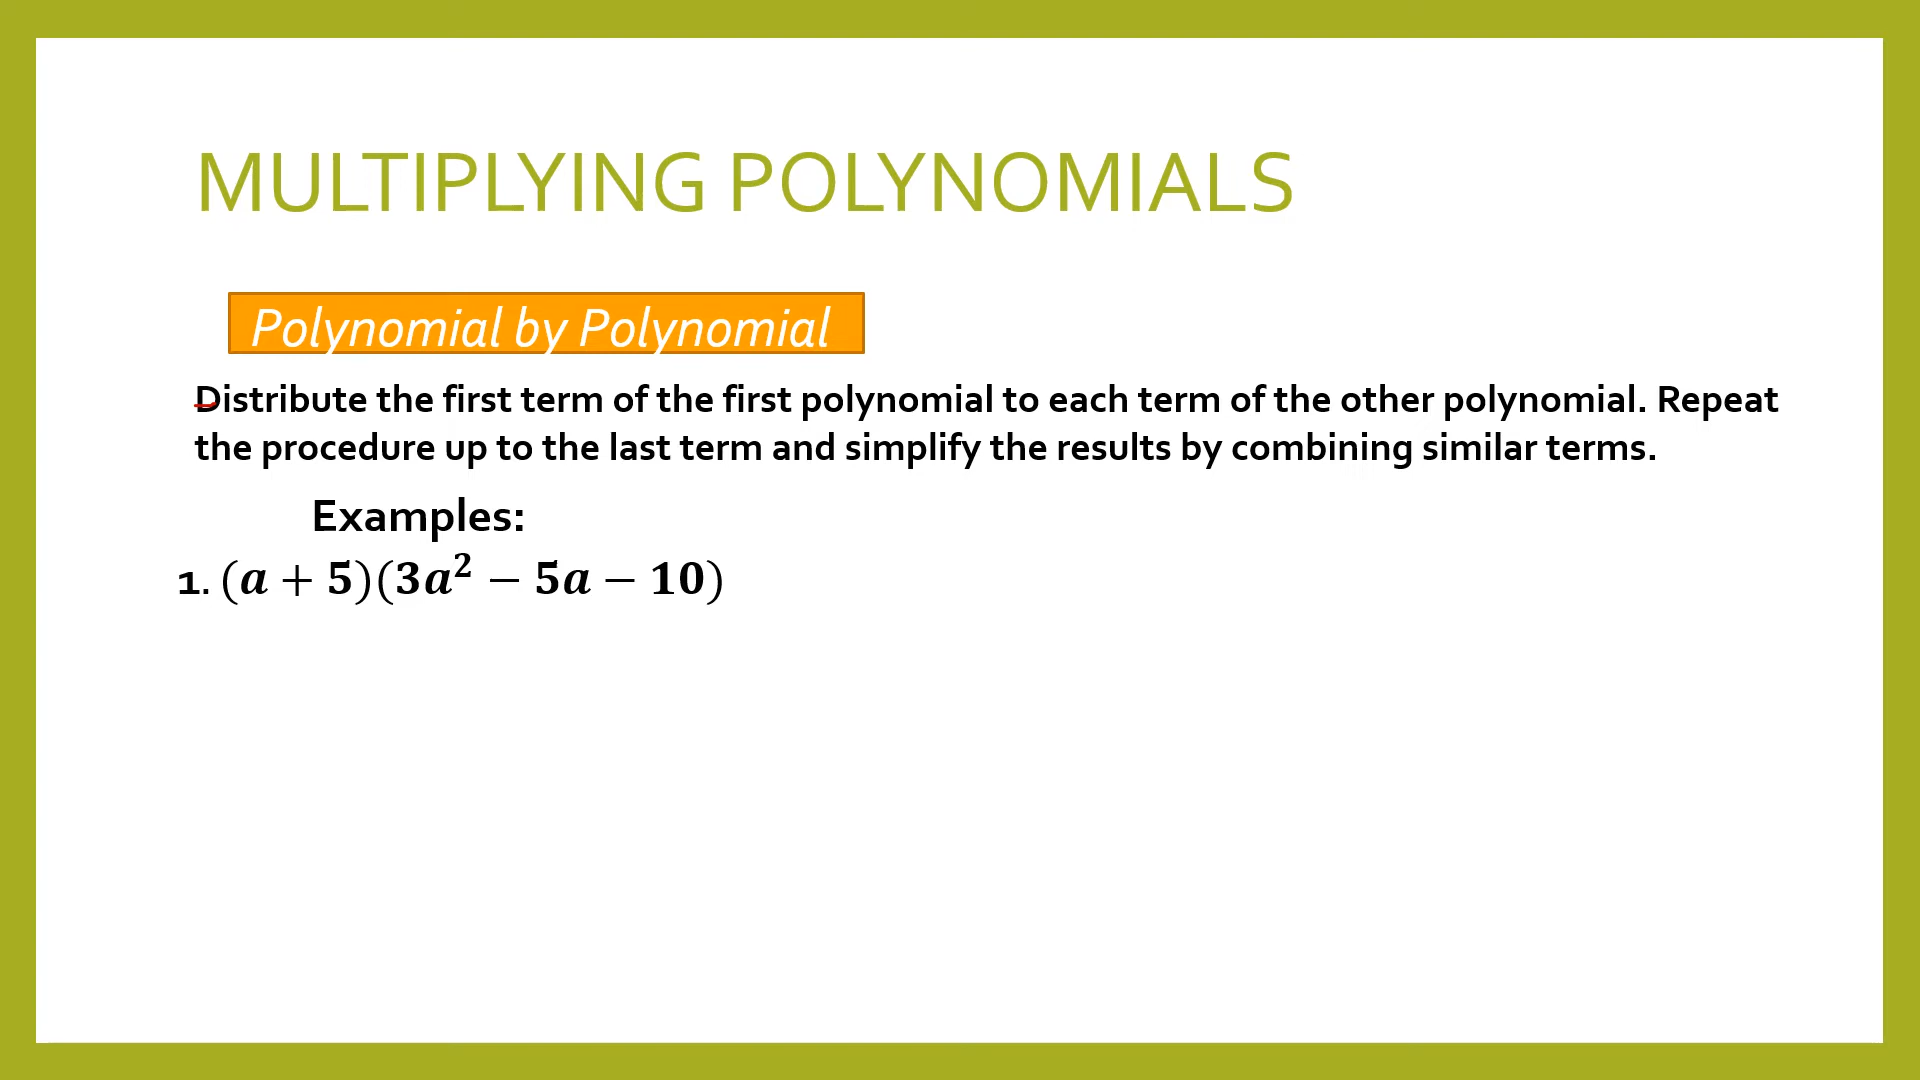 MULTIPLYING POLYNOMIALS
Polynomial by Polynomial
Distribute the first term of the first polynomial to each term of the other polynomial. Repeat
the procedure up to the last term and simplify the results by combining similar terms.
Examples:
1. (a + 5)(3a² − 5a − 10)